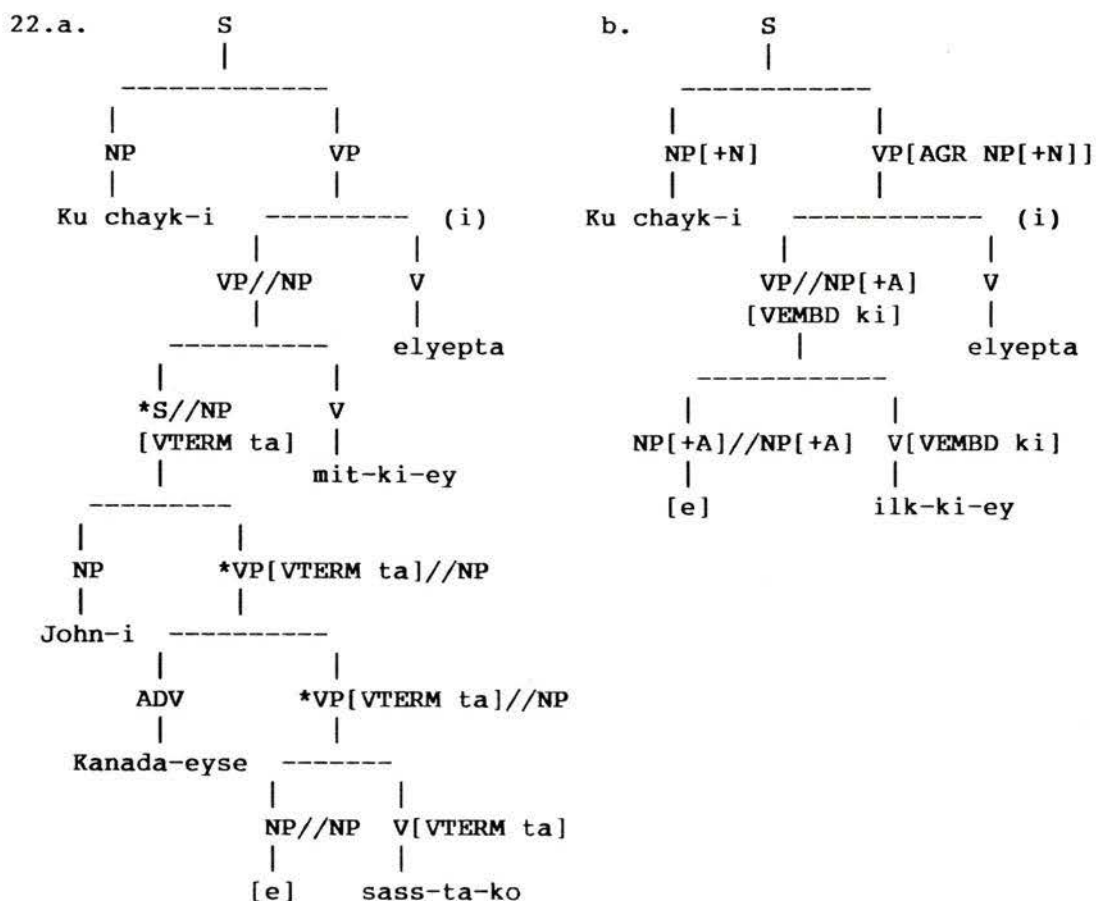 22.a. S b. S
NP VP NP[+N] VP[AGR NP[+N]]
Ku chayk-i (i) Ku chayk-i (i)
VP//NP V VP//NP[+A] V
[VEMBD ki]
elyepta elyepta
*S//NP V NP[+A]//NP[+A] V[VEMBD ki]
[VTERM ta]
mit-ki-ey [e] ilk-ki-ey
NP *VP[VTERM ta]//NP
John-i
ADV *VP[VTERM ta]//NP
Kanada-eyse
NP//NP V[VTERM ta]
[e] sass-ta-ko